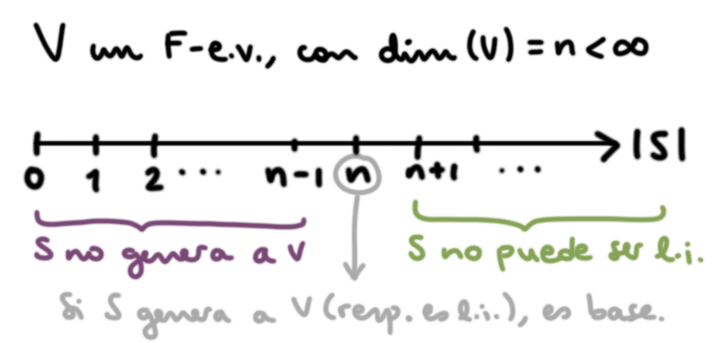 V un F-e.v., con dim(V) = n < ∞
0 1 2 ... n-1 n n+1 ... |S|
S no genera a V S no puede ser l.i.
Si S genera a V (resp. es l.i.), es base.